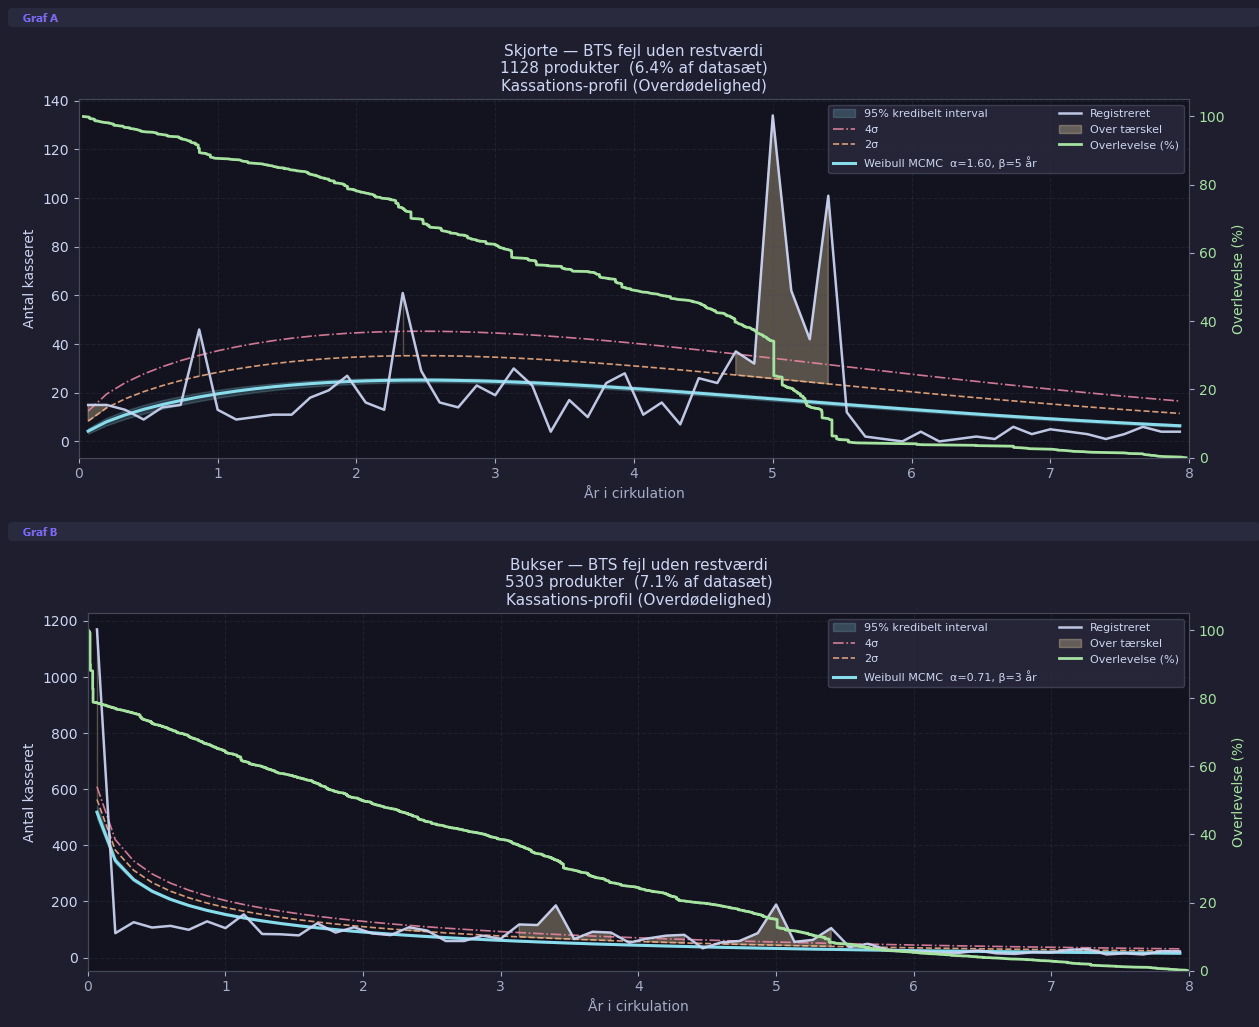 Graf A
Skjorte — BTS fejl uden restværdi
1128 produkter (6.4% af datasæt)
Kassations-profil (Overdødelighed)
95% kredibelt interval
4σ
2σ
Weibull MCMC α=1.60, β=5 år
Registreret
Over tærskel
Overlevelse (%)
Antal kasseret
140
120
100
80
60
40
20
0
100
80
60
40
20
0
Overlevelse (%)
0 1 2 3 4 5 6 7 8
År i cirkulation
Graf B
Bukser — BTS fejl uden restværdi
5303 produkter (7.1% af datasæt)
Kassations-profil (Overdødelighed)
95% kredibelt interval
4σ
2σ
Weibull MCMC α=0.71, β=3 år
Registreret
Over tærskel
Overlevelse (%)
Antal kasseret
1200
1000
800
600
400
200
0
100
80
60
40
20
0
Overlevelse (%)
0 1 2 3 4 5 6 7 8
År i cirkulation